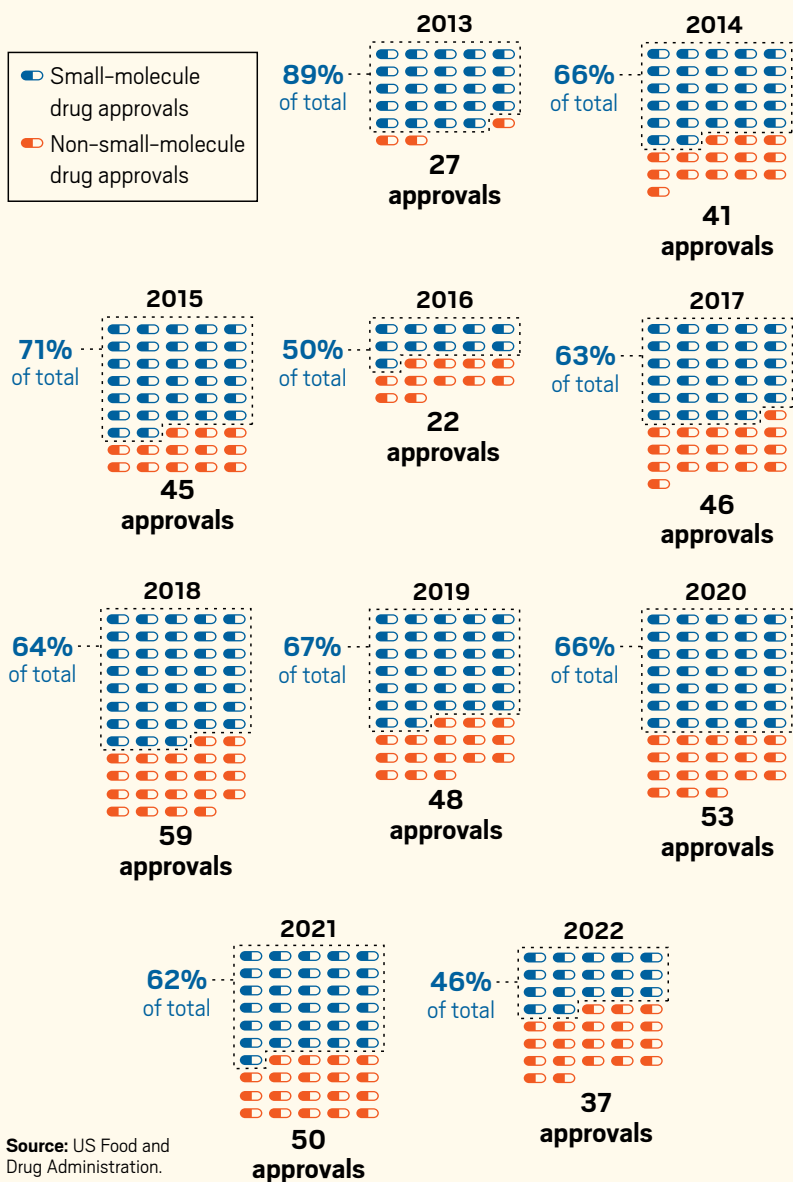 Small-molecule
drug approvals
Non-small-molecule
drug approvals
2013
89%
of total
27
approvals
2014
66%
of total
41
approvals
2015
71%
of total
45
approvals
2016
50%
of total
22
approvals
2017
63%
of total
46
approvals
2018
64%
of total
59
approvals
2019
67%
of total
48
approvals
2020
66%
of total
53
approvals
2021
62%
of total
50
approvals
2022
46%
of total
37
approvals
Source: US Food and
Drug Administration.